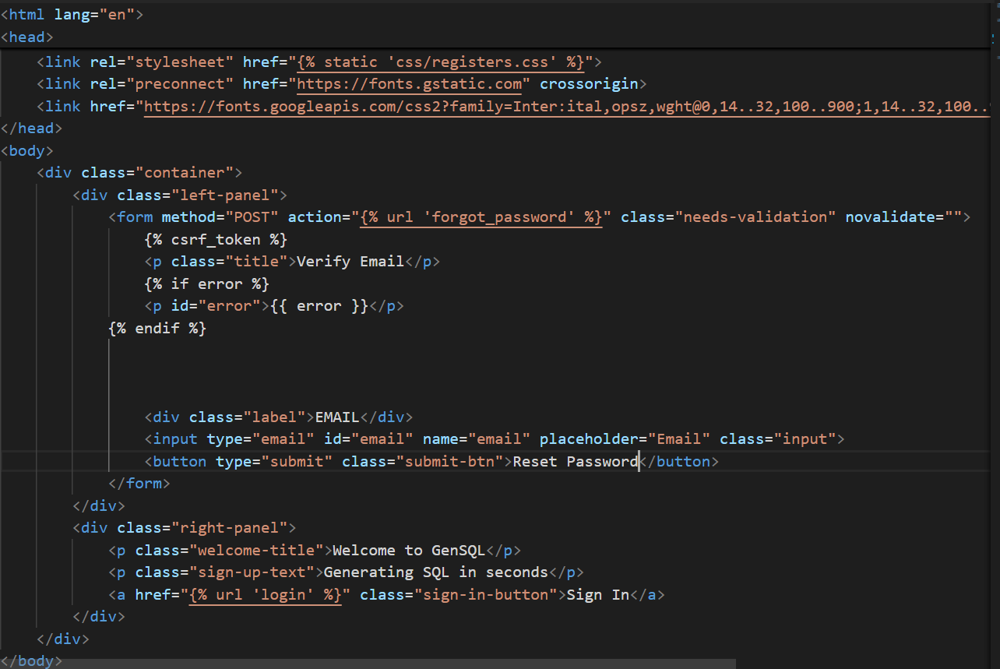 <html lang="en">
<head>
    <link rel="stylesheet" href="{% static 'css/registers.css' %}">
    <link rel="preconnect" href="https://fonts.gstatic.com" crossorigin>
    <link href="https://fonts.googleapis.com/css2?family=Inter:ital,opsz,wght@0,14..32,100..900;1,14..32,100..
</head>
<body>
    <div class="container">
        <div class="left-panel">
            <form method="POST" action="{% url 'forgot_password' %}" class="needs-validation" novalidate="">
                {% csrf_token %}
                <p class="title">Verify Email</p>
                {% if error %}
                <p id="error">{{ error }}</p>
            {% endif %}
                <div class="label">EMAIL</div>
                <input type="email" id="email" name="email" placeholder="Email" class="input">
                <button type="submit" class="submit-btn">Reset Password</button>
            </form>
        </div>
        <div class="right-panel">
            <p class="welcome-title">Welcome to GenSQL</p>
            <p class="sign-up-text">Generating SQL in seconds</p>
            <a href="{% url 'login' %}" class="sign-in-button">Sign In</a>
        </div>
    </div>
</body>